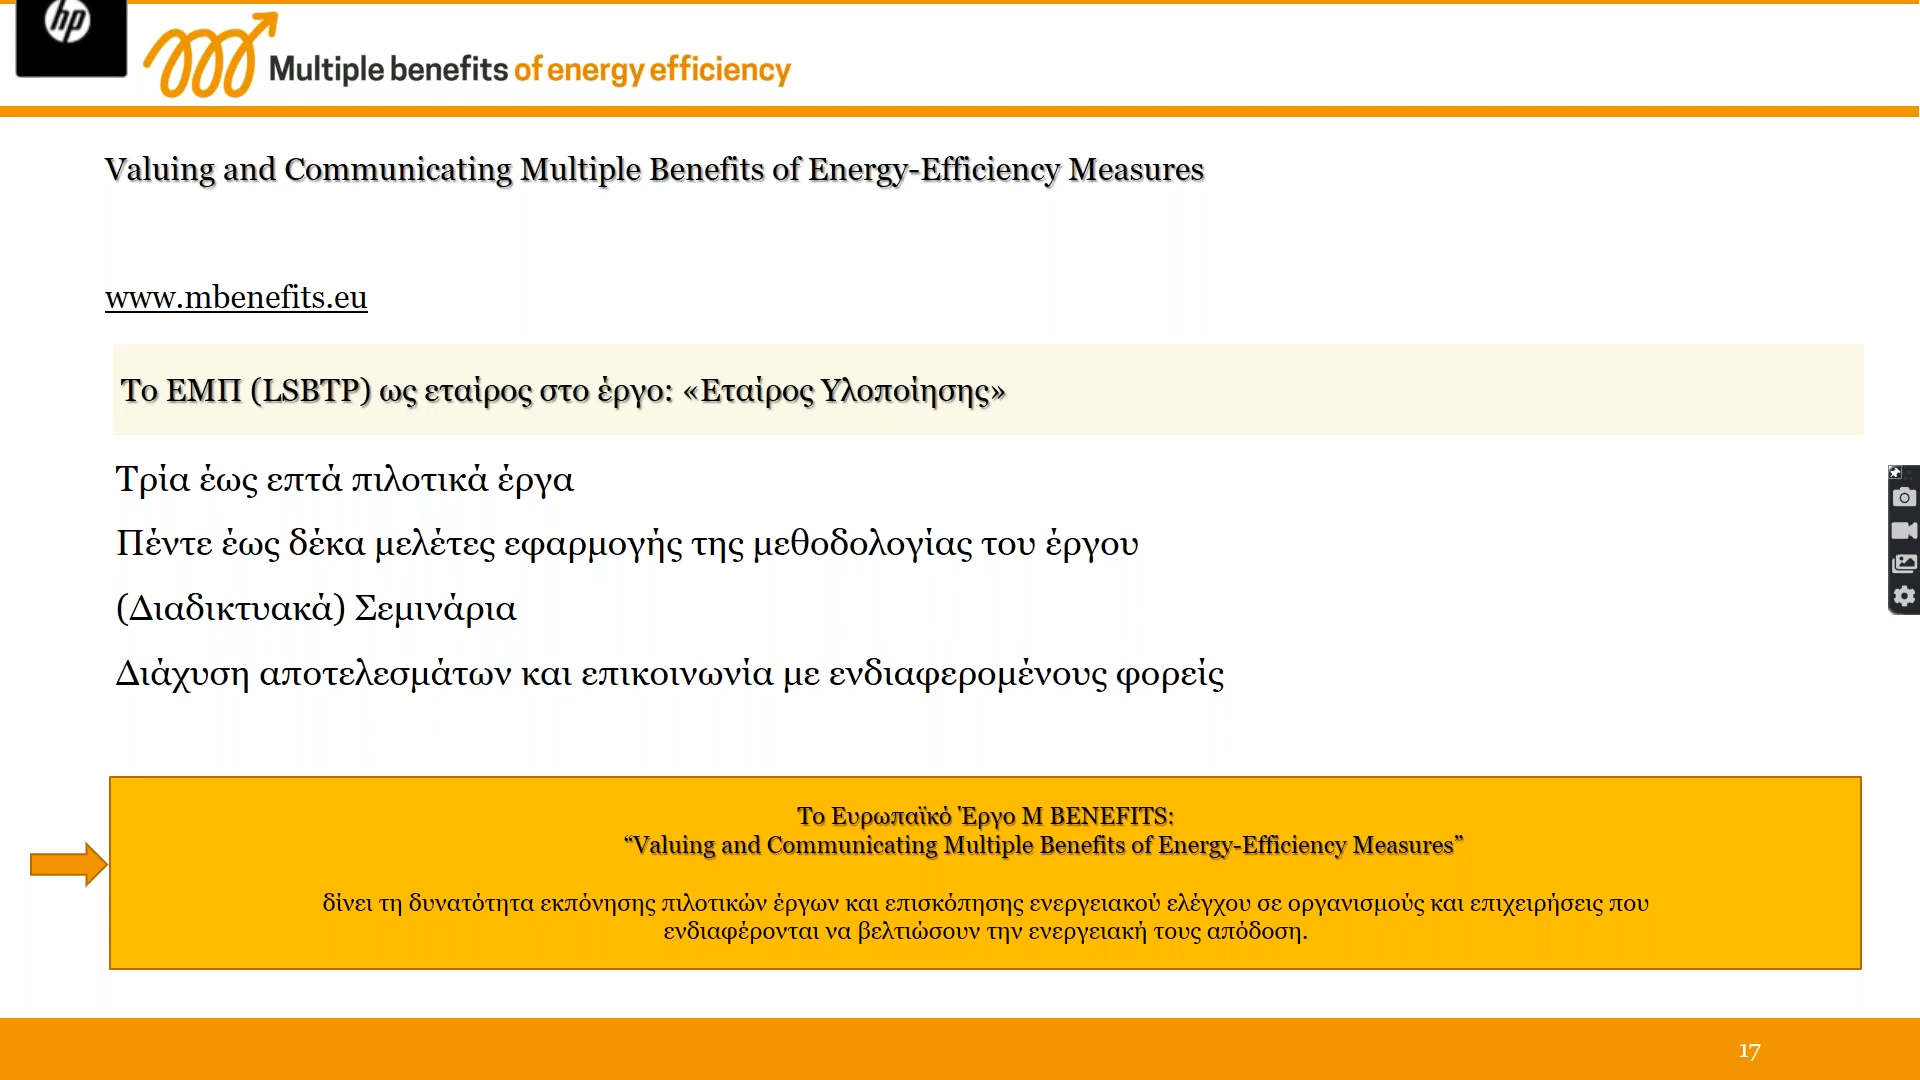 hp
Multiple benefits of energy efficiency
Valuing and Communicating Multiple Benefits of Energy-Efficiency Measures
www.mbenefits.eu
Το ΕΜΠ (LSBTP) ως εταίρος στο έργο: «Εταίρος Υλοποίησης»
Τρία έως επτά πιλοτικά έργα
Πέντε έως δέκα μελέτες εφαρμογής της μεθοδολογίας του έργου
(Διαδικτυακά) Σεμινάρια
Διάχυση αποτελεσμάτων και επικοινωνία με ενδιαφερομένους φορείς
Το Ευρωπαϊκό Έργο M BENEFITS:
“Valuing and Communicating Multiple Benefits of Energy-Efficiency Measures”
δίνει τη δυνατότητα εκπόνησης πιλοτικών έργων και επισκόπησης ενεργειακού ελέγχου σε οργανισμούς και επιχειρήσεις που
ενδιαφέρονται να βελτιώσουν την ενεργειακή τους απόδοση.
17